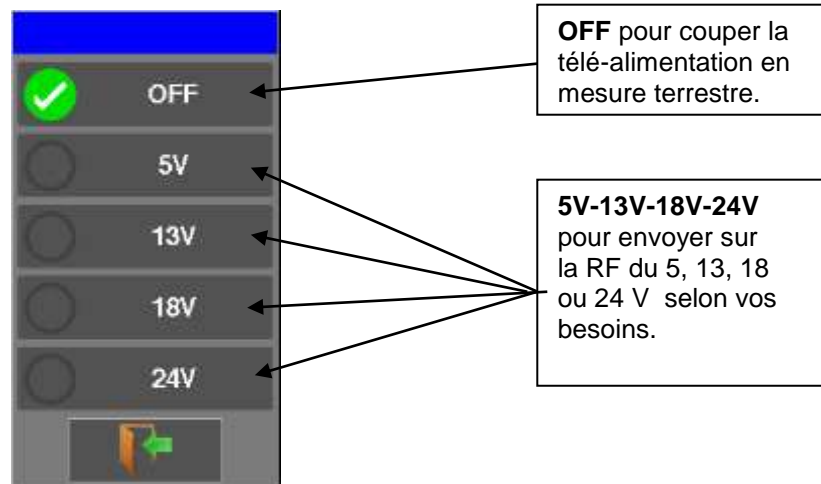 OFF
5V
13V
18V
24V
OFF pour couper la
télé-alimentation en
mesure terrestre.
5V-13V-18V-24V
pour envoyer sur
la RF du 5, 13, 18
ou 24 V selon vos
besoins.